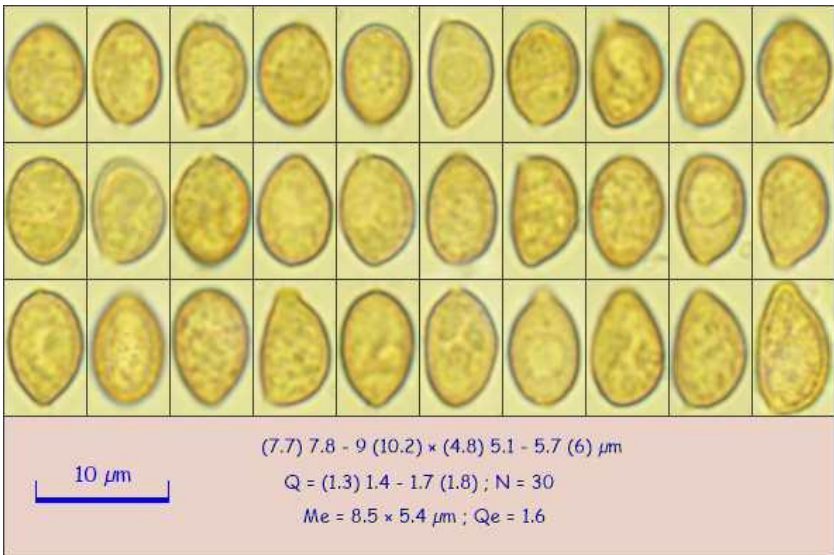 (7.7) 7.8 - 9 (10.2) × (4.8) 5.1 - 5.7 (6) µm
10 µm
Q = (1.3) 1.4 - 1.7 (1.8) ; N = 30
Me = 8.5 × 5.4 µm ; Qe = 1.6